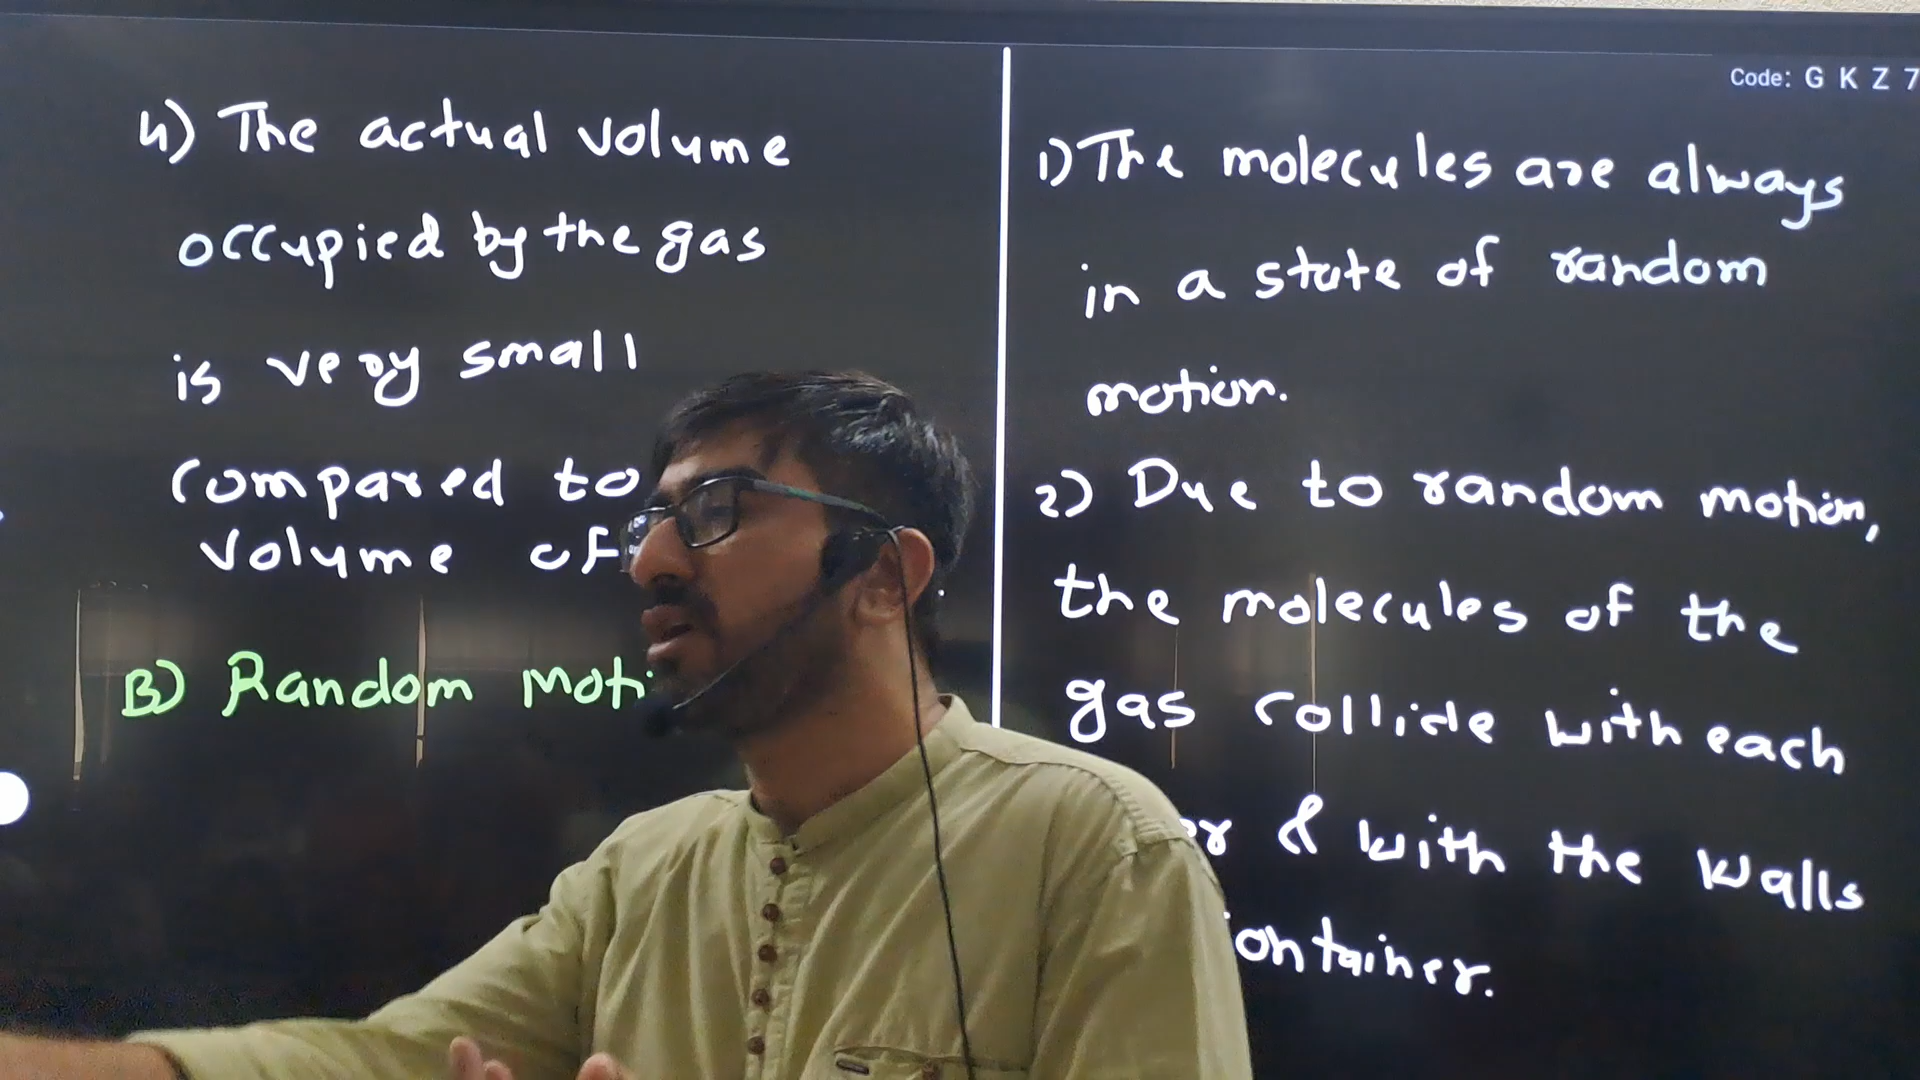 Code: G K Z 7
4) The actual volume
occupied by the gas
is very small
compared to
volume of
B) Random moti
1) The molecules are always
in a state of random
motion.
2) Due to random motion,
the molecules of the
gas collide with each
& with the walls
ontainer.